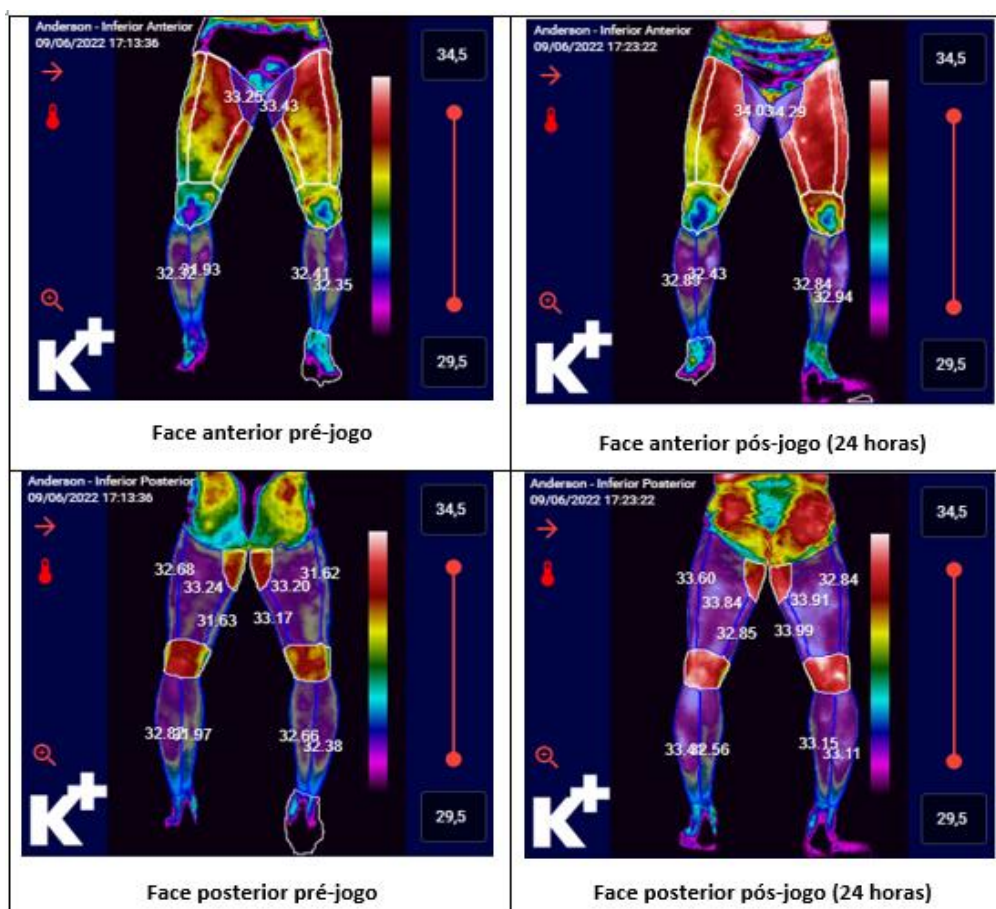 Anderson - Inferior Anterior
09/06/2022 17:13:36
34,5
33.25 33.43
32.32 31.93 32.41 32.35
29,5
K+
Face anterior pré-jogo
Anderson - Inferior Anterior
09/06/2022 17:23:22
34,5
34.03 34.29
32.83 32.43 32.84 32.94
29,5
K+
Face anterior pós-jogo (24 horas)
Anderson - Inferior Posterior
09/06/2022 17:13:36
34,5
32.68 31.62
33.24 33.20
31.63 33.17
31.97 32.66 32.38
29,5
K+
Face posterior pré-jogo
Anderson - Inferior Posterior
09/06/2022 17:23:22
34,5
33.60 32.84
33.84 33.91
32.85 33.99
32.56 33.15 33.11
29,5
K+
Face posterior pós-jogo (24 horas)